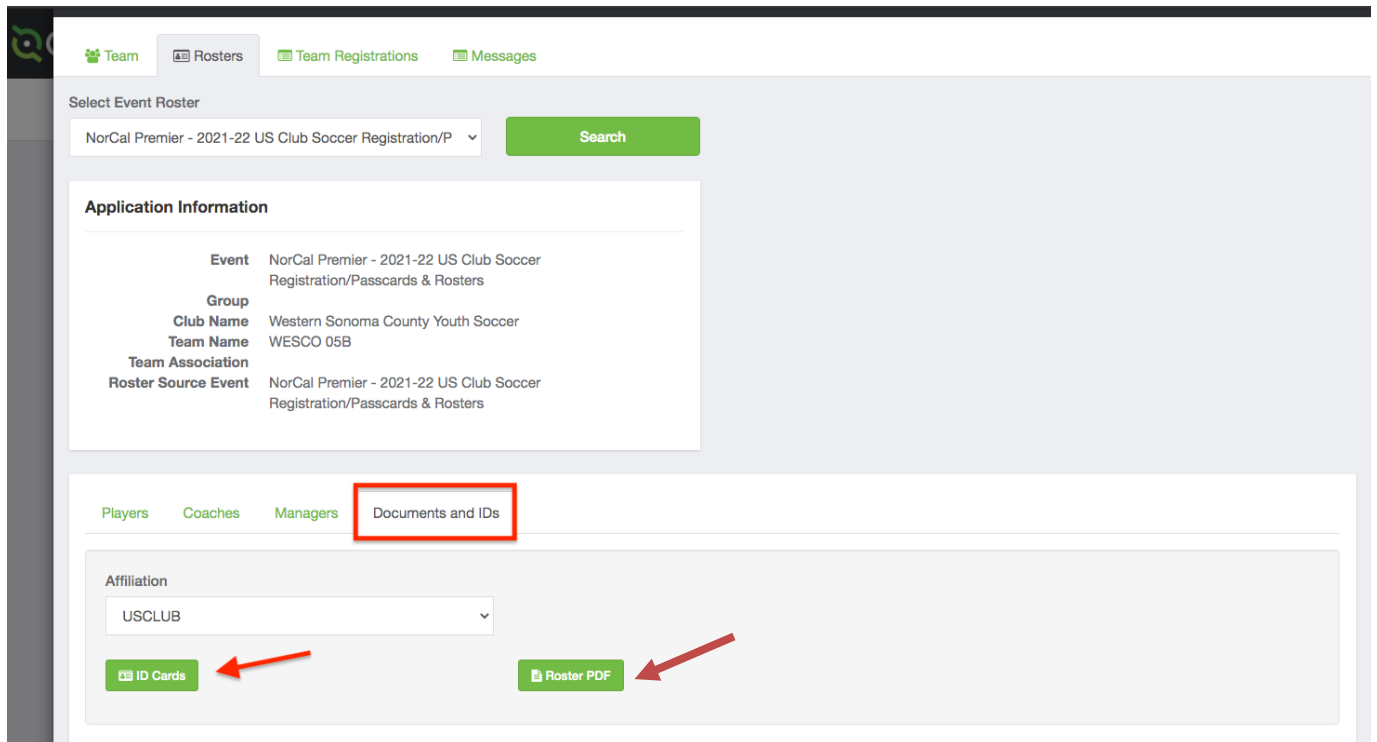 Team Rosters Team Registrations Messages
Select Event Roster
NorCal Premier - 2021-22 US Club Soccer Registration/P Search
Application Information
Event NorCal Premier - 2021-22 US Club Soccer
Registration/Passcards & Rosters
Group
Club Name Western Sonoma County Youth Soccer
Team Name WESCO 05B
Team Association
Roster Source Event NorCal Premier - 2021-22 US Club Soccer
Registration/Passcards & Rosters
Players Coaches Managers Documents and IDs
Affiliation
USCLUB
ID Cards Roster PDF